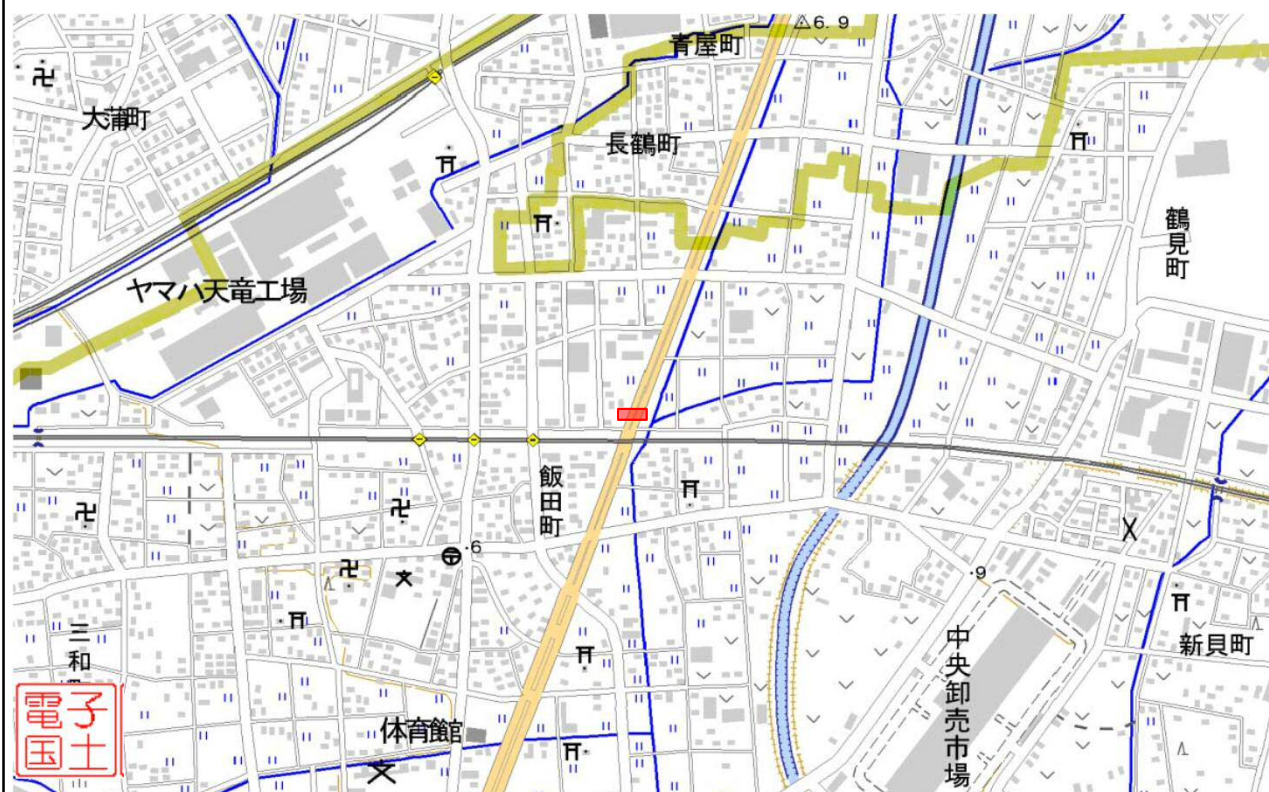 6.9
青屋町
大蒲町
長鶴町
鶴見町
ヤマハ天竜工場
飯田町
6
9
三和
中央卸売市場
新貝町
体育館
電子
国土